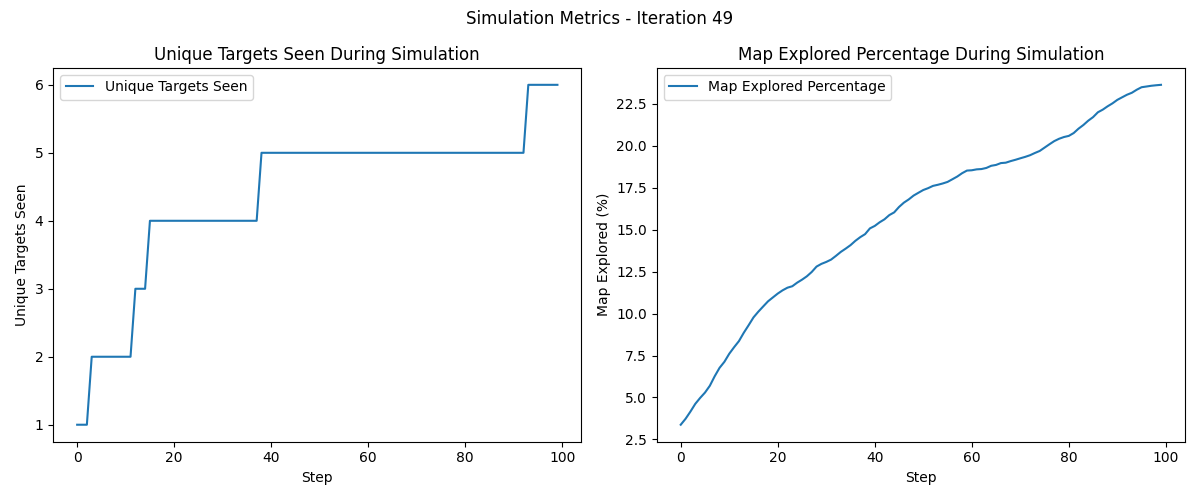 Simulation Metrics - Iteration 49
Unique Targets Seen During Simulation
Unique Targets Seen
6
5
4
3
2
1
Unique Targets Seen
0 20 40 60 80 100
Step
Map Explored Percentage During Simulation
Map Explored Percentage
22.5
20.0
17.5
15.0
12.5
10.0
7.5
5.0
2.5
Map Explored (%)
0 20 40 60 80 100
Step